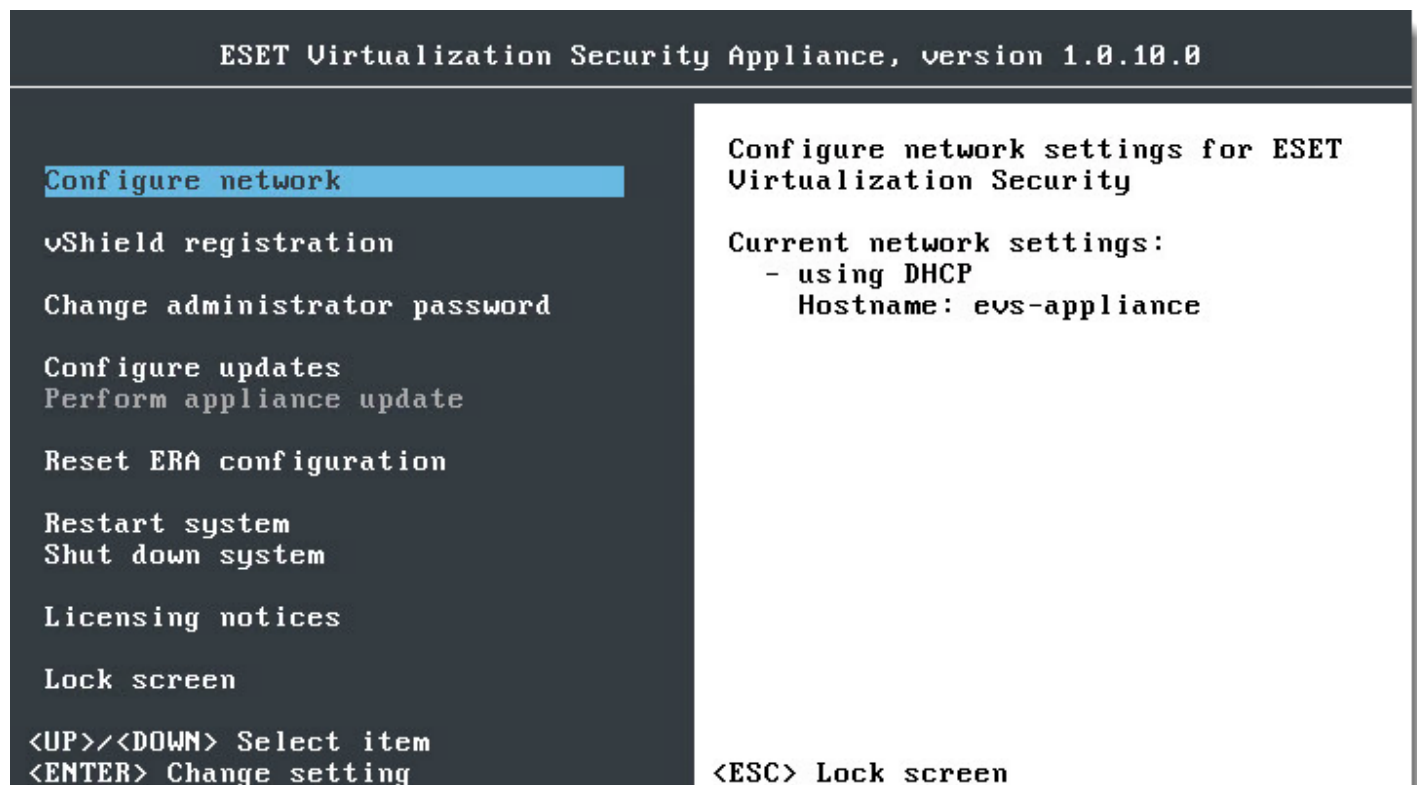 ESET Virtualization Security Appliance, version 1.0.10.0
Configure network
vShield registration
Change administrator password
Configure updates
Perform appliance update
Reset ERA configuration
Restart system
Shut down system
Licensing notices
Lock screen
<UP>/<DOWN> Select item
<ENTER> Change setting
Configure network settings for ESET
Virtualization Security
Current network settings:
- using DHCP
Hostname: evs-appliance
<ESC> Lock screen